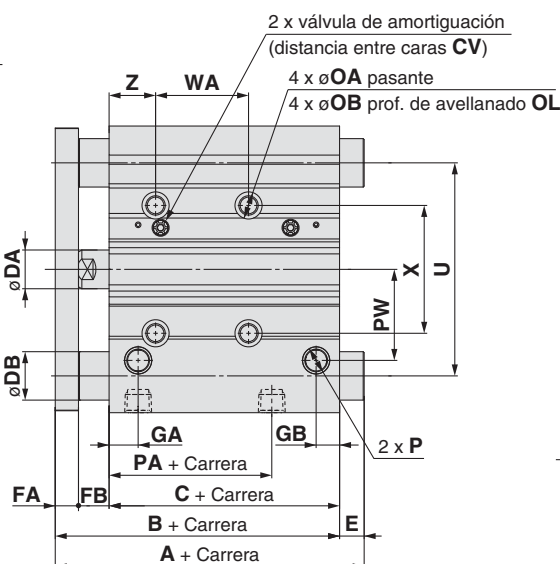 2 x válvula de amortiguación
(distancia entre caras CV)
4 x øOA pasante
4 x øOB prof. de avellanado OL
Z
WA
øDA
X
U
PW
øDB
GA
GB
2 x P
PA + Carrera
FA
FB
C + Carrera
B + Carrera
E
A + Carrera